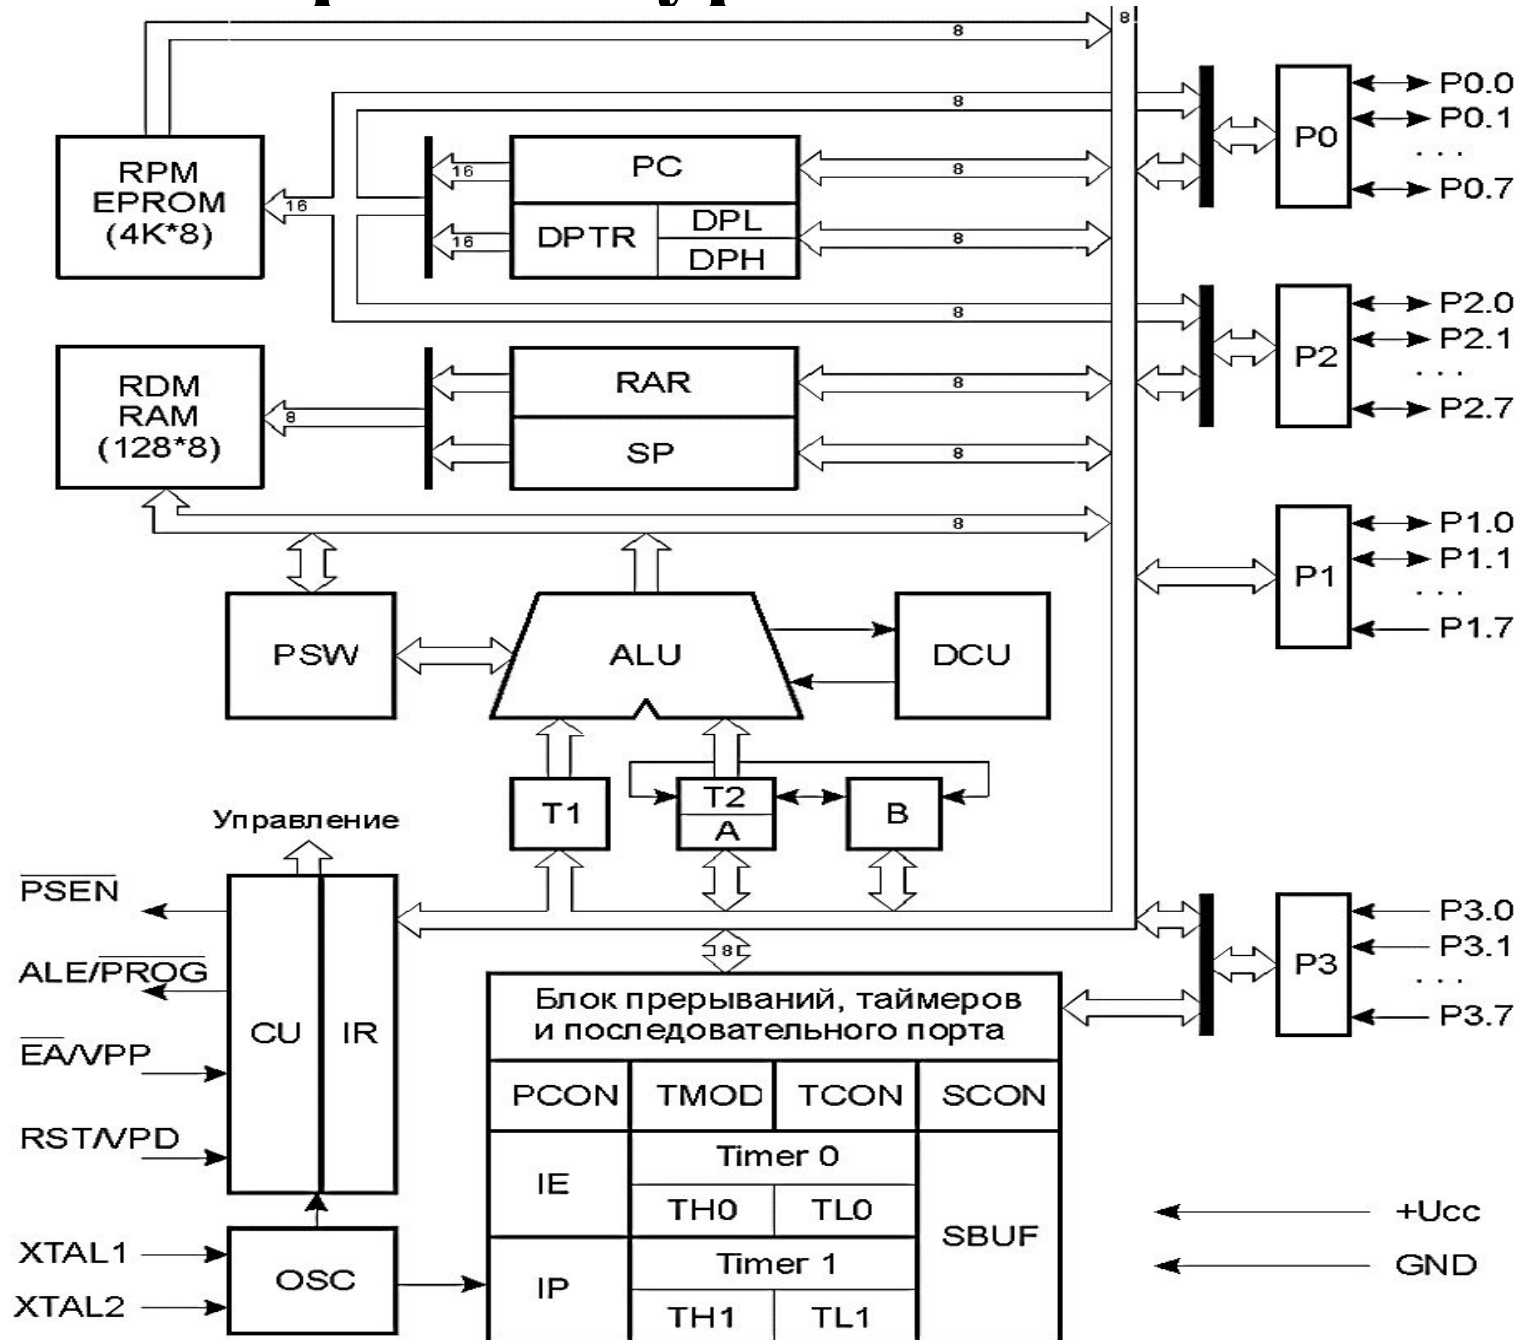 8
8
8
P0.0
P0.1
. . .
P0.7
P0
RPM
EPROM
(4K*8)
16
16
PC
8
16
DPTR
DPL
DPH
8
8
P2.0
P2.1
. . .
P2.7
P2
RDM
RAM
(128*8)
8
RAR
8
SP
8
8
P1.0
P1.1
. . .
P1.7
P1
PSW
ALU
DCU
T1
T2
A
B
Управление
PSEN
ALE/PROG
EA/VPP
RST/VPD
XTAL1
XTAL2
CU
IR
OSC
8
Блок прерываний, таймеров
и последовательного порта
PCON
TMOD
TCON
SCON
IE
Timer 0
TH0
TL0
SBUF
IP
Timer 1
TH1
TL1
P3
P3.0
P3.1
. . .
P3.7
+Ucc
GND